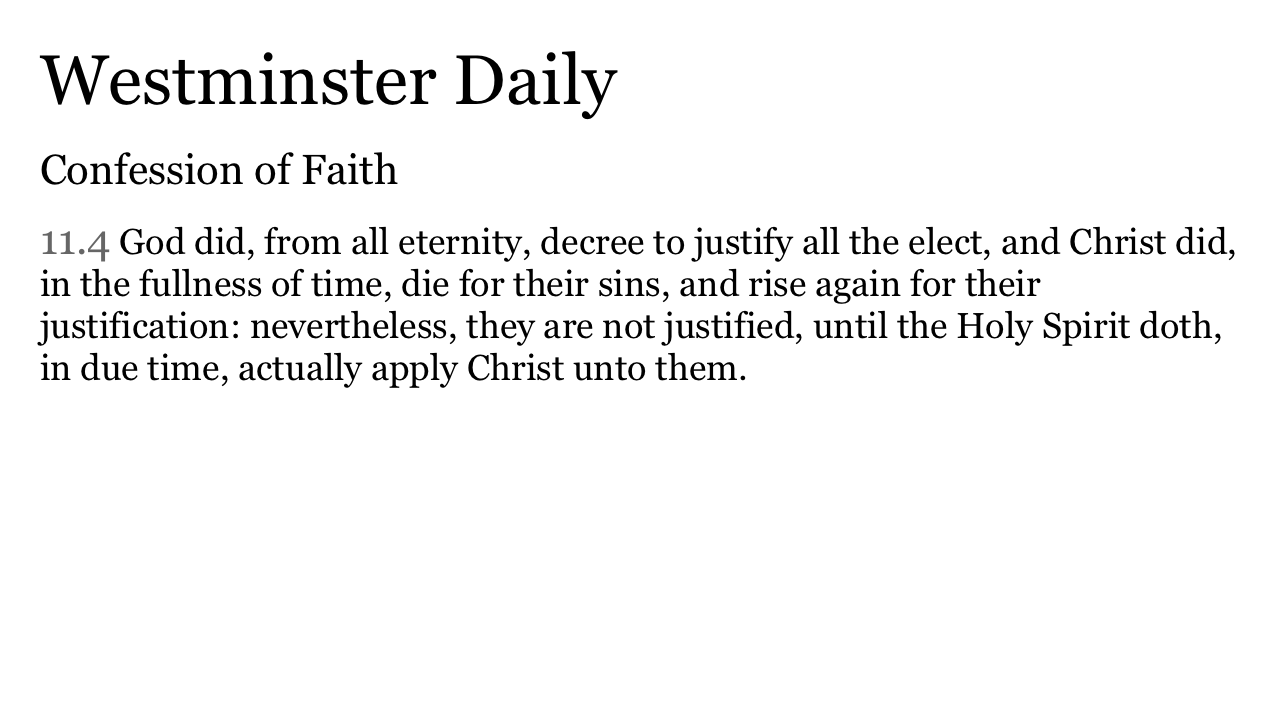 Westminster Daily
Confession of Faith
11.4 God did, from all eternity, decree to justify all the elect, and Christ did,
in the fullness of time, die for their sins, and rise again for their
justification: nevertheless, they are not justified, until the Holy Spirit doth,
in due time, actually apply Christ unto them.